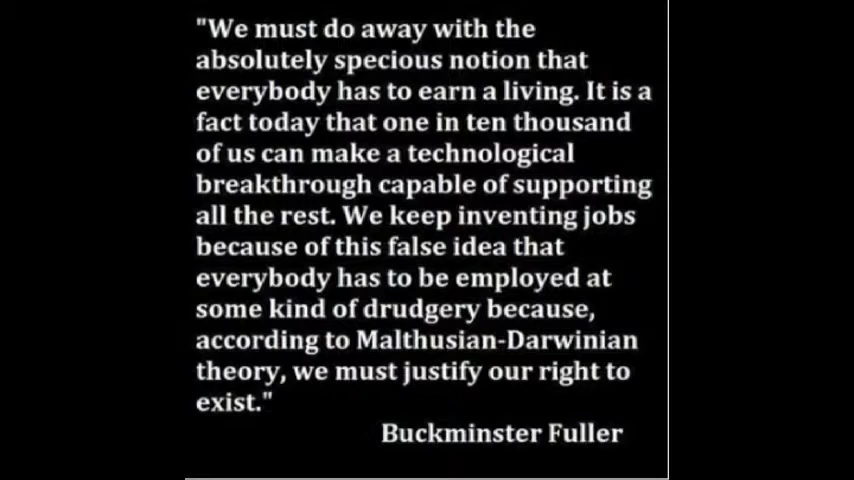 "We must do away with the
absolutely specious notion that
everybody has to earn a living. It is a
fact today that one in ten thousand
of us can make a technological
breakthrough capable of supporting
all the rest. We keep inventing jobs
because of this false idea that
everybody has to be employed at
some kind of drudgery because,
according to Malthusian-Darwinian
theory, we must justify our right to
exist."
Buckminster Fuller